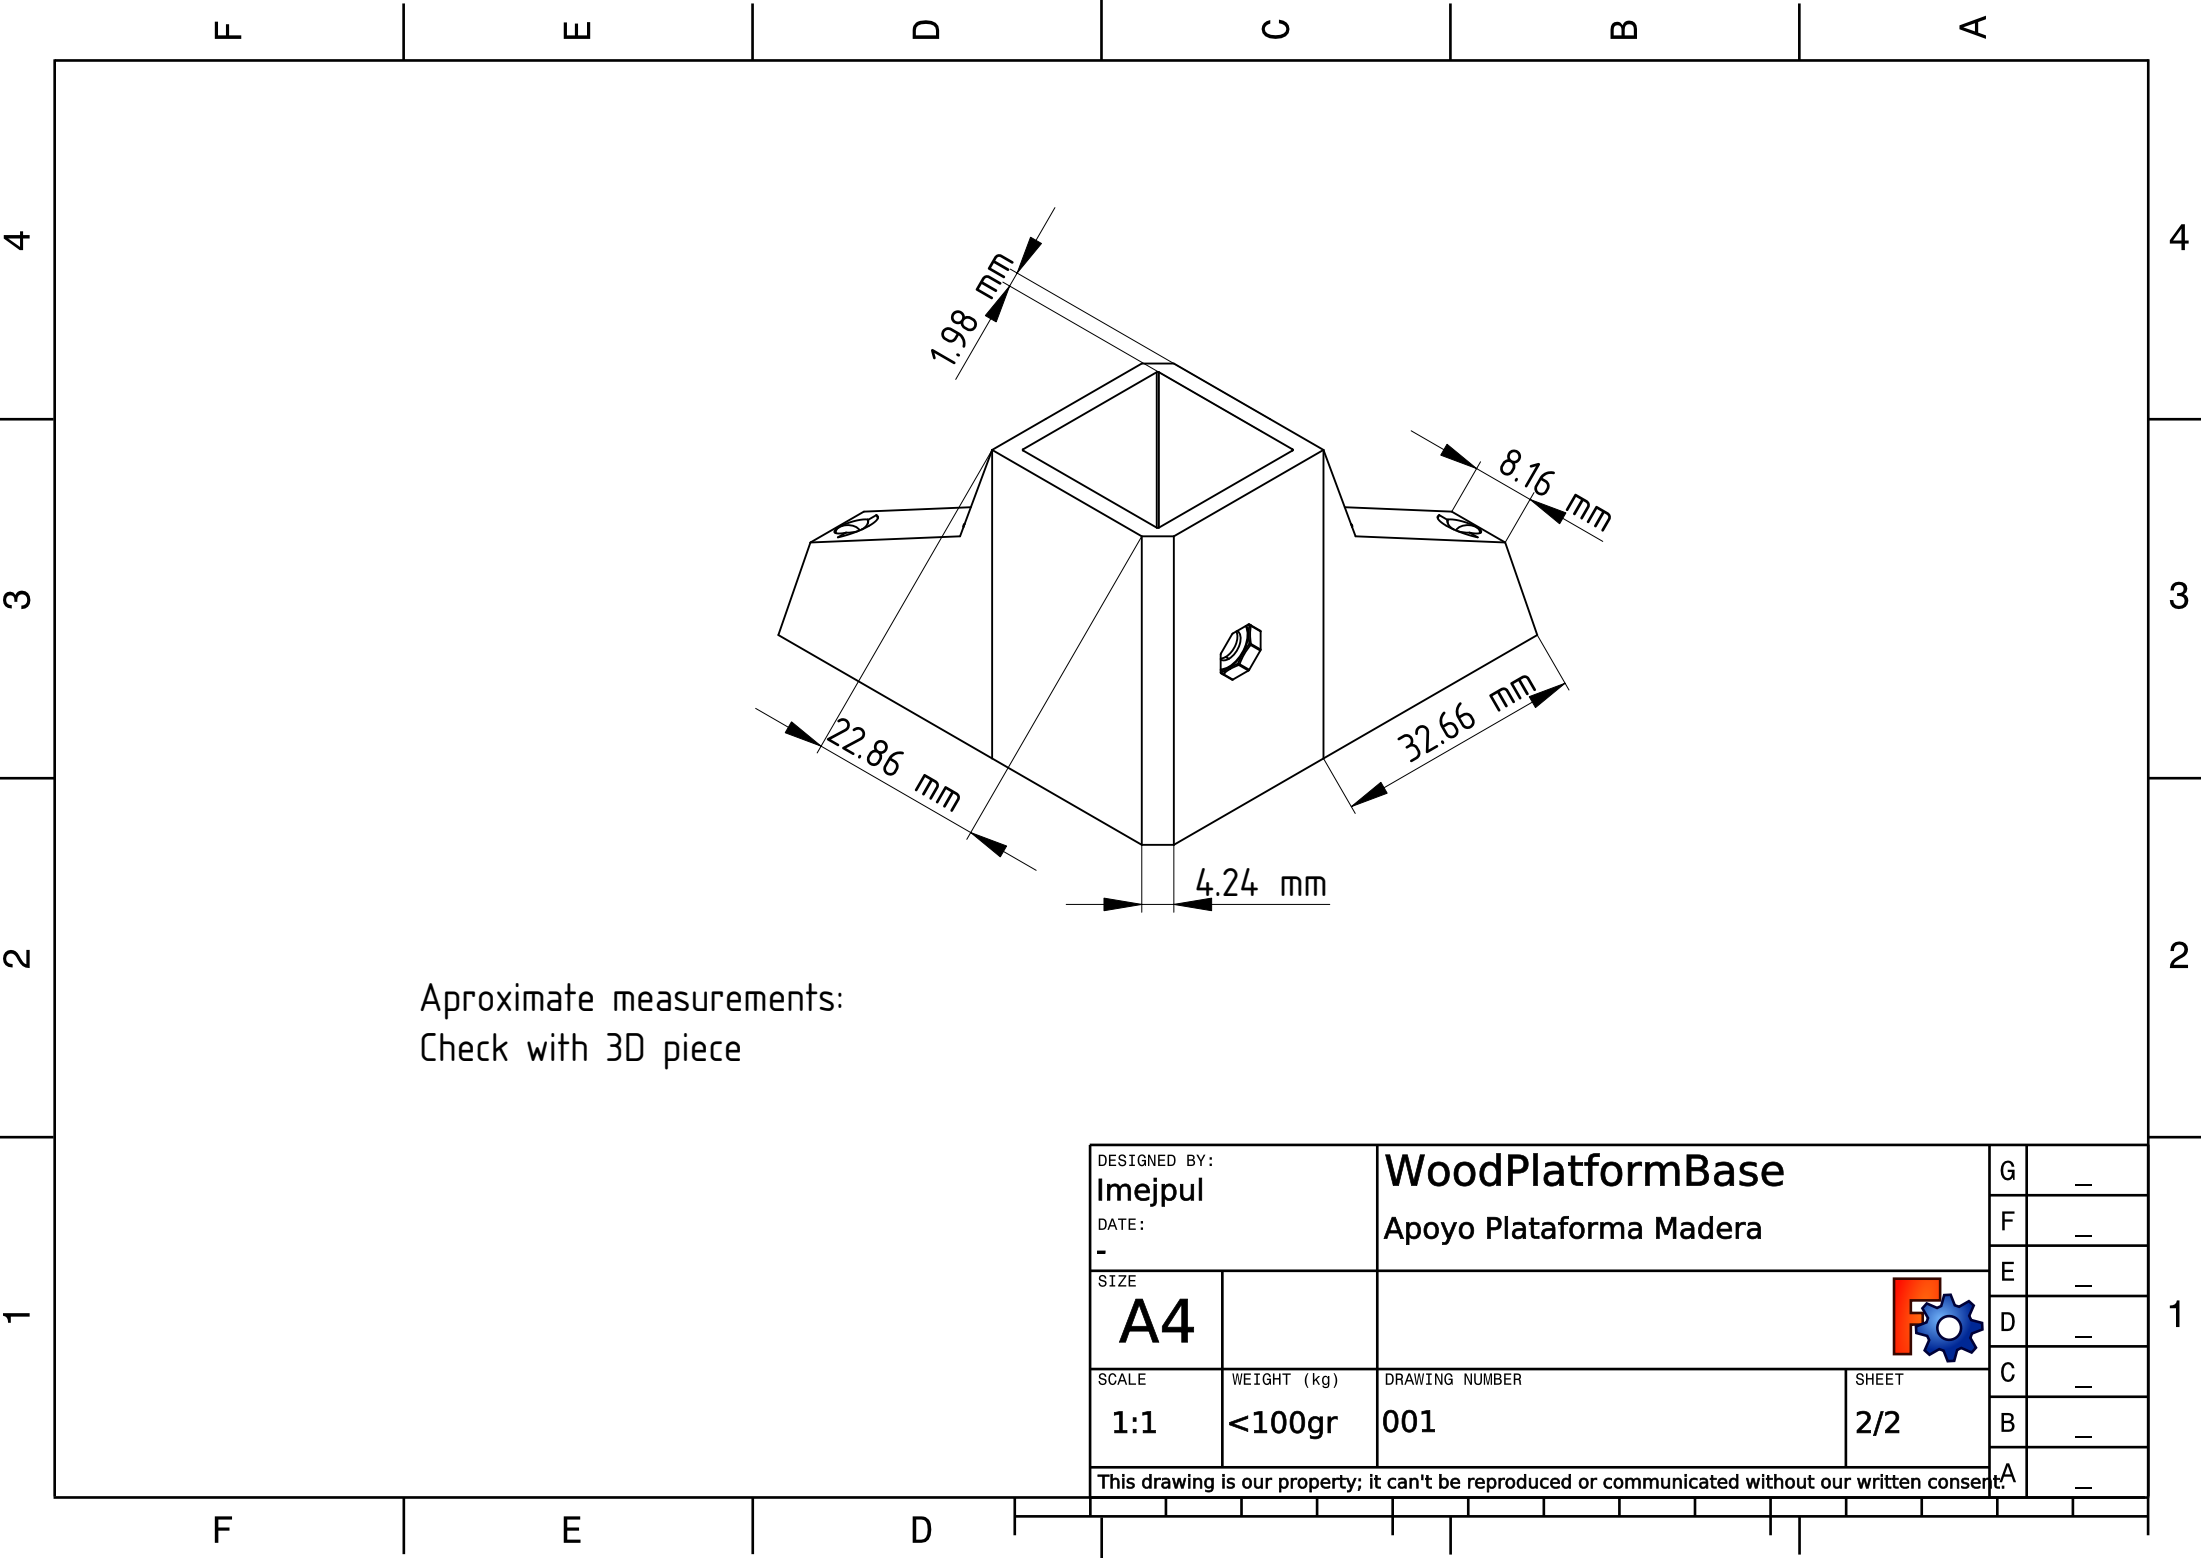 F E D C B A
4 4
1.98 mm
8.16 mm
3 3
32.66 mm
22.86 mm
4.24 mm
2 2
Aproximate measurements:
Check with 3D piece
DESIGNED BY:
Imejpul
DATE:
-
WoodPlatformBase
Apoyo Plataforma Madera
G _
F _
E _
D _
C _
B _
A _
SIZE
A4
1 1
SCALE
1:1
WEIGHT (kg)
<100gr
DRAWING NUMBER
001
SHEET
2/2
This drawing is our property; it can't be reproduced or communicated without our written consent.
F E D